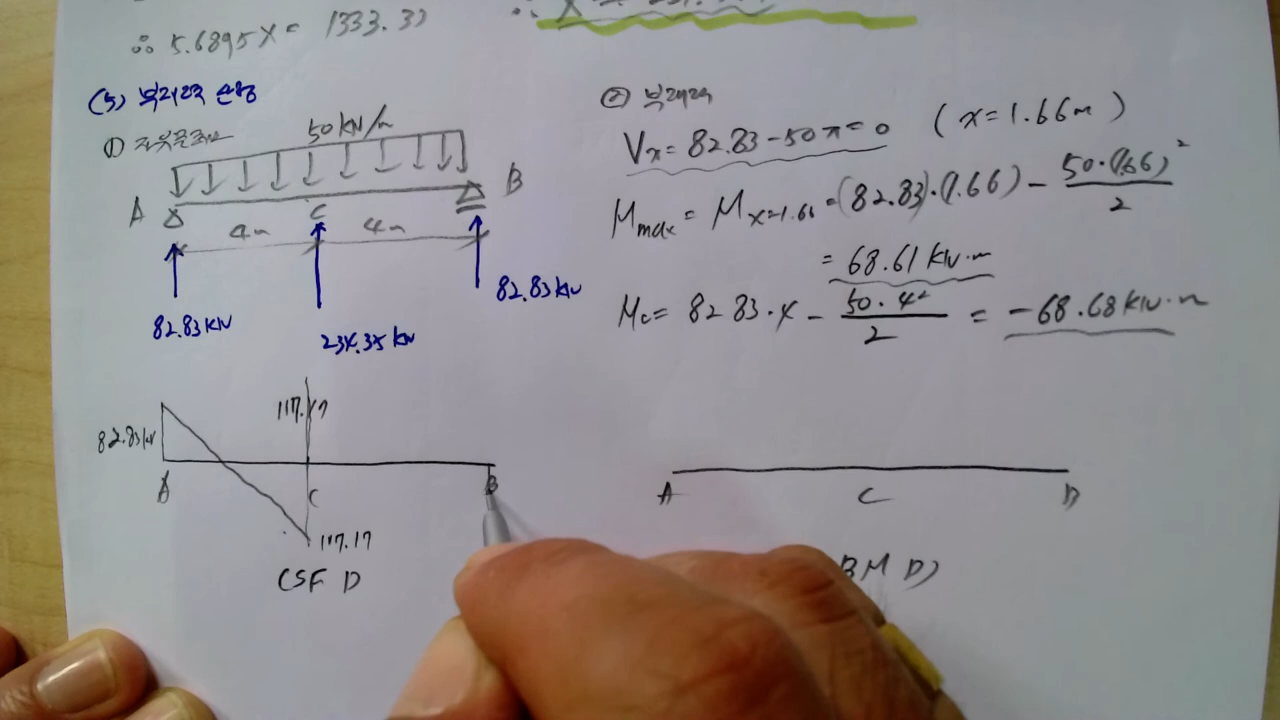 ∴ 5.6895X = 1333.33
∴ X
(5) 부재력 산정
① 자유물체도
50 kN/m
A B
C
4m 4m
82.83 kN
82.83 kN
234.35 kN
② 부재력
Vx = 82.83 - 50x = 0 (x = 1.66m)
Mmax = Mx=1.66 = (82.83)·(1.66) - 50·(1.66)² / 2
= 68.61 kN·m
Mc = 82.83·4 - 50·4² / 2 = -68.68 kN·m
82.83kN
117.17
A C B
117.17
(SFD
A C B
BMD)